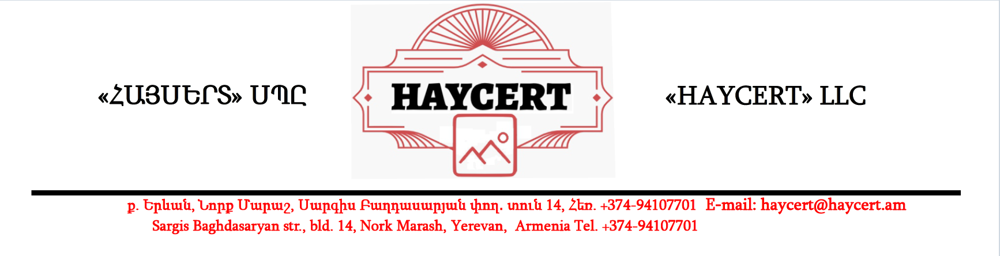 «ՀԱՅՍԵՐՏ» ՍՊԸ
HAYCERT
«HAYCERT» LLC
ք. Երևան, Նորք Մարաշ, Սարգիս Բաղդասարյան փող. տուն 14, Հեռ. +374-94107701 E-mail: haycert@haycert.am
Sargis Baghdasaryan str., bld. 14, Nork Marash, Yerevan, Armenia Tel. +374-94107701